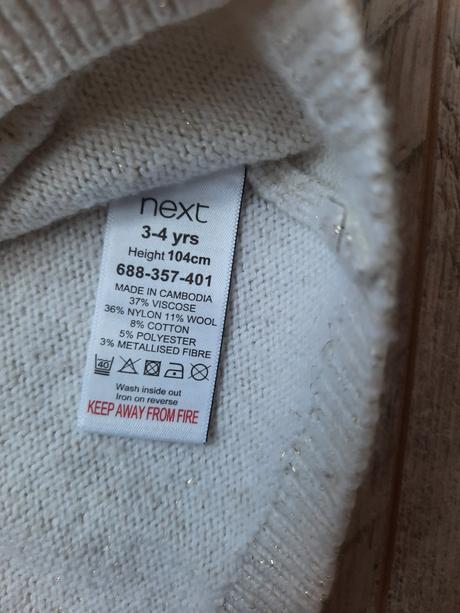 next
3-4 yrs
Height 104cm
688-357-401
MADE IN CAMBODIA
37% VISCOSE
36% NYLON 11% WOOL
8% COTTON
5% POLYESTER
3% METALLISED FIBRE
40
Wash inside out
Iron on reverse
KEEP AWAY FROM FIRE